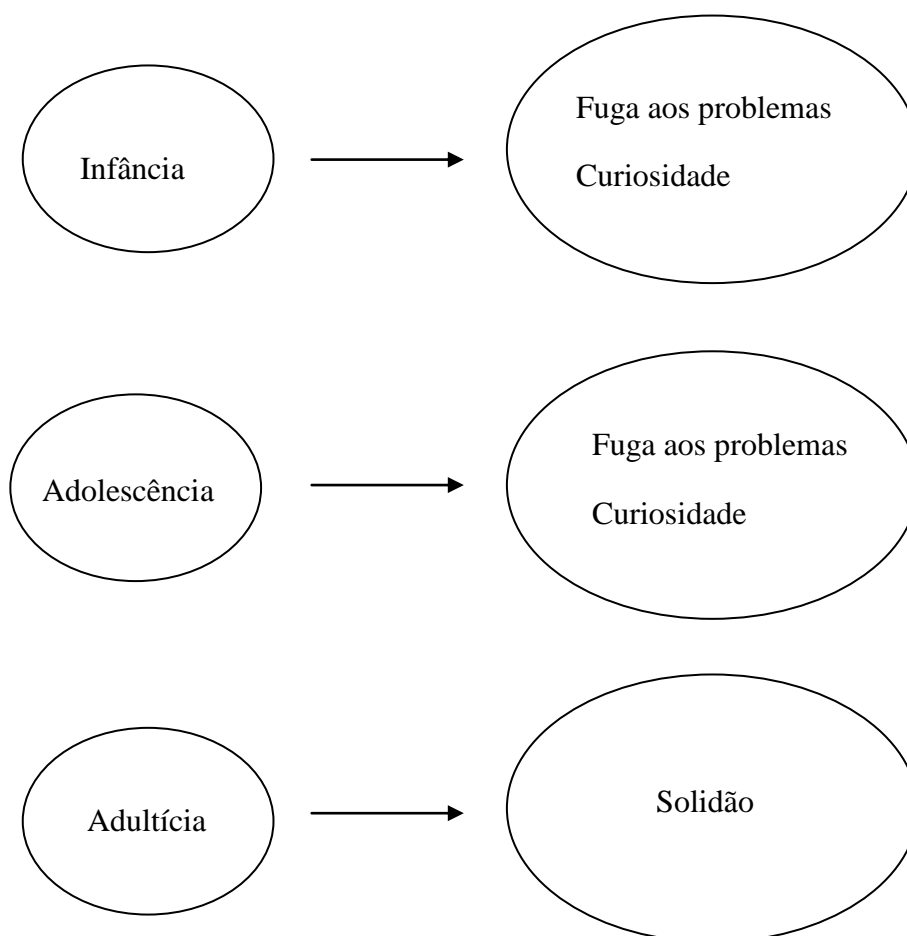 Infância
Fuga aos problemas
Curiosidade
Adolescência
Fuga aos problemas
Curiosidade
Adultícia
Solidão